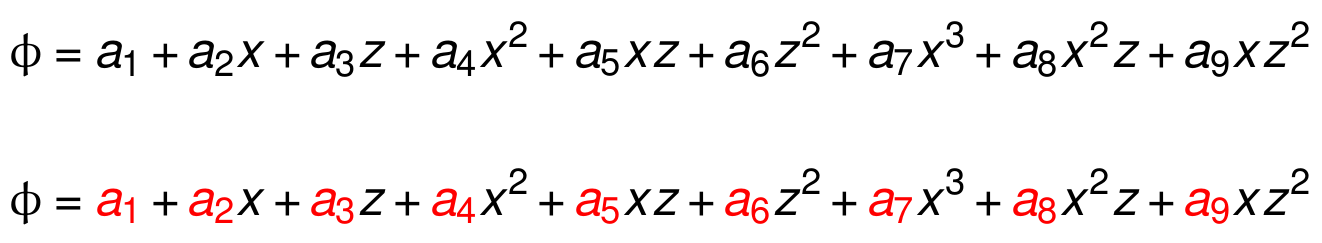 ϕ = a₁ + a₂x + a₃z + a₄x² + a₅xz + a₆z² + a₇x³ + a₈x²z + a₉xz²
ϕ = a₁ + a₂x + a₃z + a₄x² + a₅xz + a₆z² + a₇x³ + a₈x²z + a₉xz²